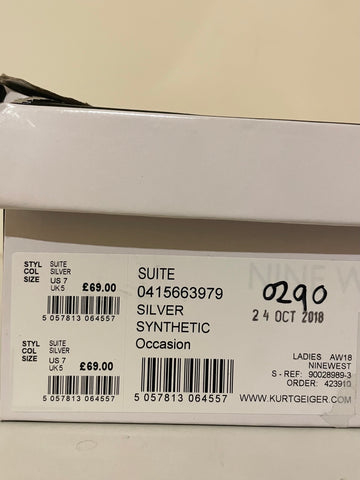 STYL SUITE
COL SILVER
SIZE US 7
UK 5
£69.00
5 057813 064557
STYL SUITE
COL SILVER
SIZE US 7
UK 5
£69.00
5 057813 064557
SUITE
0415663979
SILVER
SYNTHETIC
Occasion
5 057813 064557
NINE W
0290
24 OCT 2018
LADIES AW18
NINEWEST
S - REF: 90028989-3
ORDER: 423910
WWW.KURTGEIGER.COM